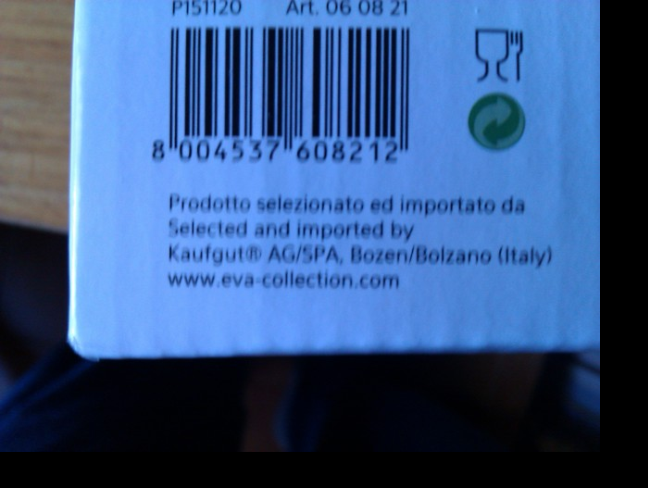 P151120 Art. 06 08 21
8 004537 608212
Prodotto selezionato ed importato da
Selected and imported by
Kaufgut® AG/SPA, Bozen/Bolzano (Italy)
www.eva-collection.com